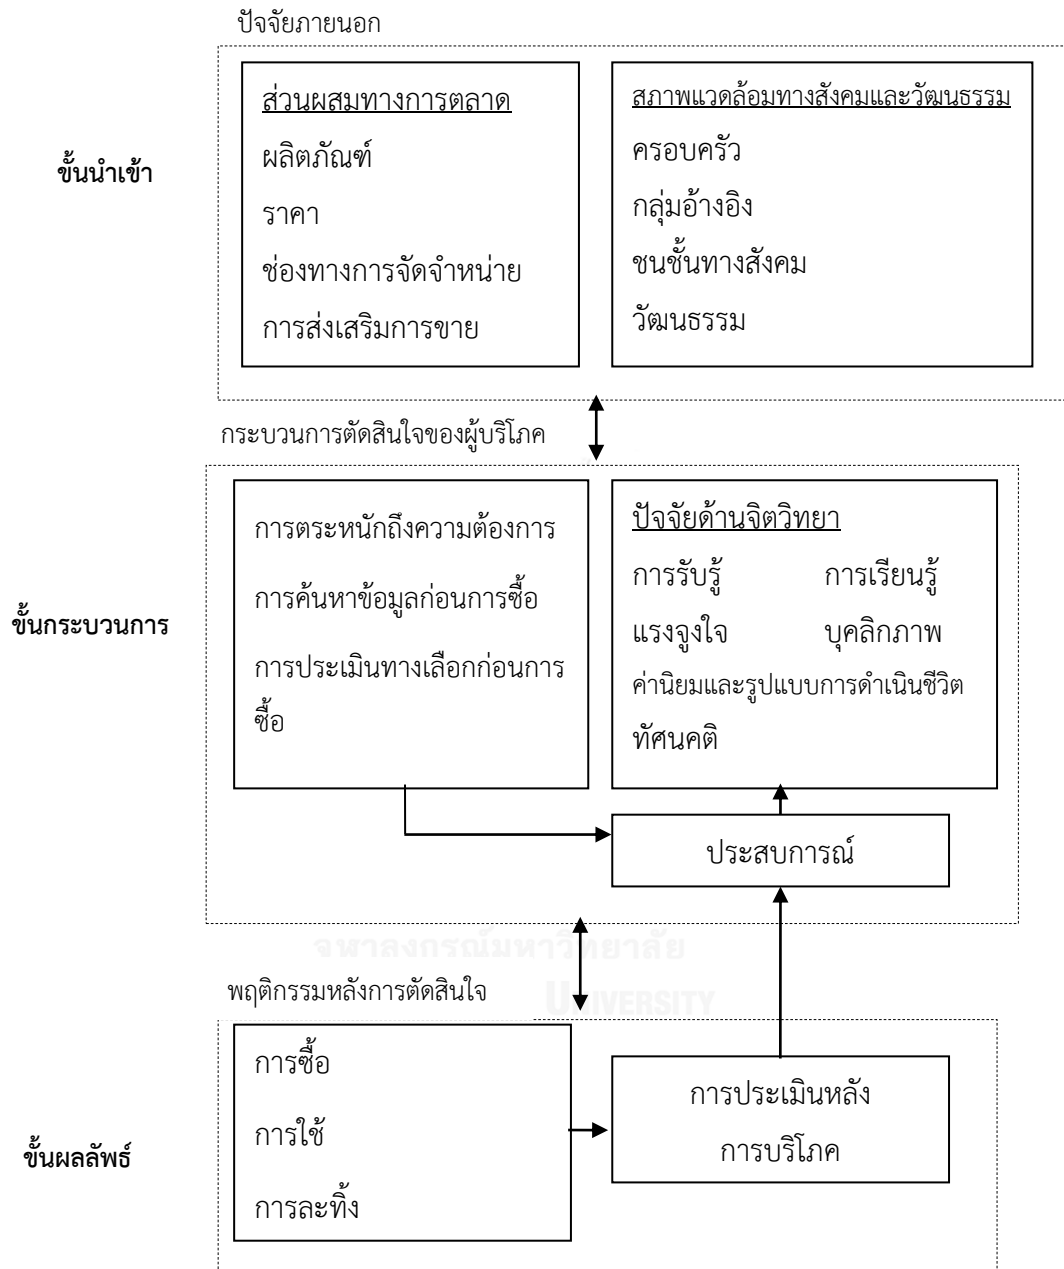 ปัจจัยภายนอก
ส่วนผสมทางการตลาด
ผลิตภัณฑ์
ราคา
ช่องทางการจัดจำหน่าย
การส่งเสริมการขาย
สภาพแวดล้อมทางสังคมและวัฒนธรรม
ครอบครัว
กลุ่มอ้างอิง
ชนชั้นทางสังคม
วัฒนธรรม
ขั้นนำเข้า
กระบวนการตัดสินใจของผู้บริโภค
การตระหนักถึงความต้องการ
การค้นหาข้อมูลก่อนการซื้อ
การประเมินทางเลือกก่อนการ
ซื้อ
ปัจจัยด้านจิตวิทยา
การรับรู้ การเรียนรู้
แรงจูงใจ บุคลิกภาพ
ค่านิยมและรูปแบบการดำเนินชีวิต
ทัศนคติ
ขั้นกระบวนการ
ประสบการณ์
จุฬาลงกรณ์มหาวิทยาลัย
UNIVERSITY
พฤติกรรมหลังการตัดสินใจ
การซื้อ
การใช้
การละทิ้ง
การประเมินหลัง
การบริโภค
ขั้นผลลัพธ์